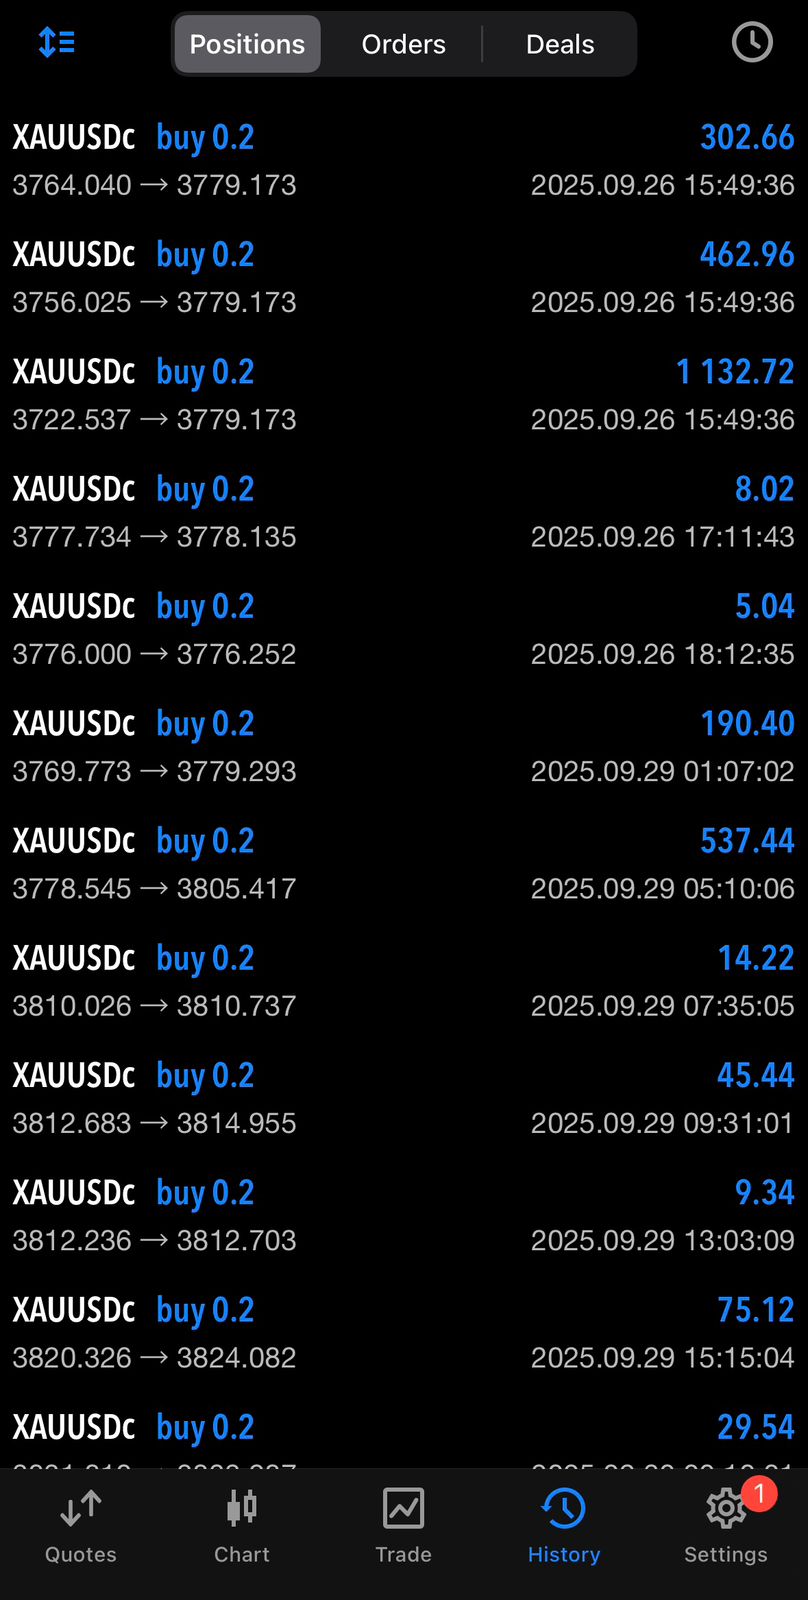 Positions Orders Deals
XAUUSDc buy 0.2 302.66
3764.040 → 3779.173 2025.09.26 15:49:36
XAUUSDc buy 0.2 462.96
3756.025 → 3779.173 2025.09.26 15:49:36
XAUUSDc buy 0.2 1 132.72
3722.537 → 3779.173 2025.09.26 15:49:36
XAUUSDc buy 0.2 8.02
3777.734 → 3778.135 2025.09.26 17:11:43
XAUUSDc buy 0.2 5.04
3776.000 → 3776.252 2025.09.26 18:12:35
XAUUSDc buy 0.2 190.40
3769.773 → 3779.293 2025.09.29 01:07:02
XAUUSDc buy 0.2 537.44
3778.545 → 3805.417 2025.09.29 05:10:06
XAUUSDc buy 0.2 14.22
3810.026 → 3810.737 2025.09.29 07:35:05
XAUUSDc buy 0.2 45.44
3812.683 → 3814.955 2025.09.29 09:31:01
XAUUSDc buy 0.2 9.34
3812.236 → 3812.703 2025.09.29 13:03:09
XAUUSDc buy 0.2 75.12
3820.326 → 3824.082 2025.09.29 15:15:04
XAUUSDc buy 0.2 29.54
1
Quotes Chart Trade History Settings